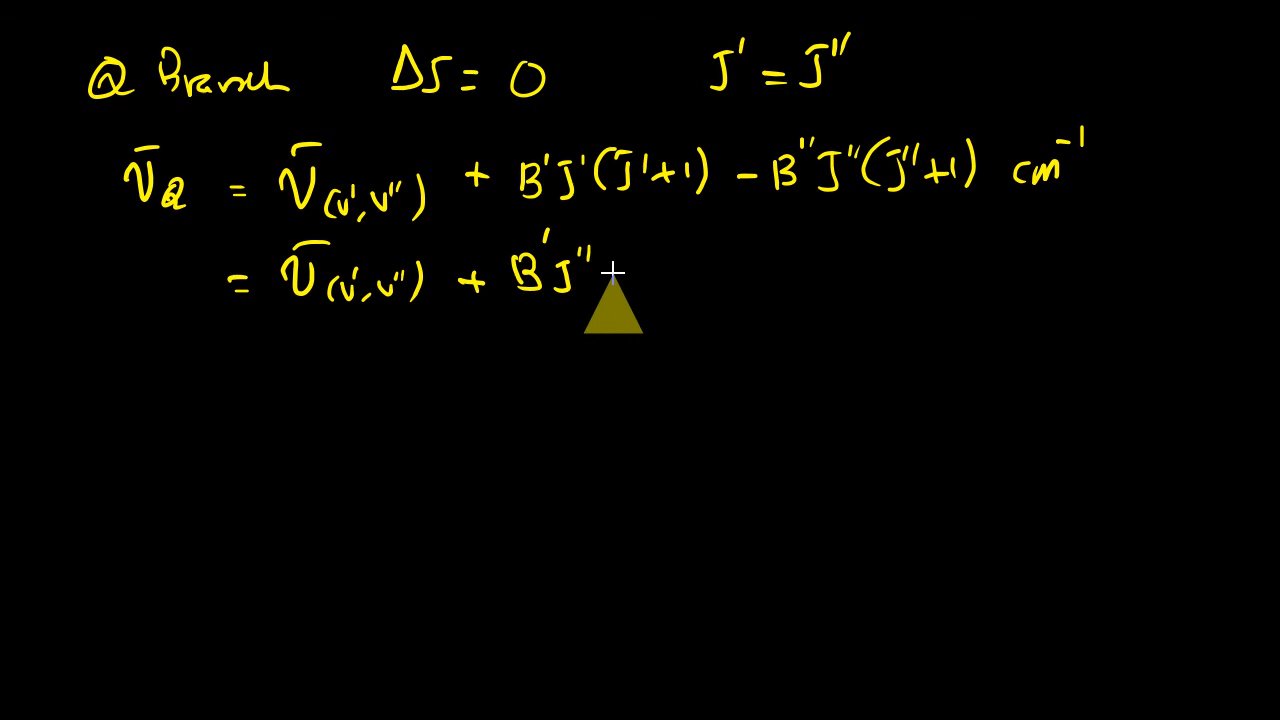 Q Branch ΔJ = 0 J' = J''
ν̅_Q = ν̅_(v', v'') + B'J'(J'+1) - B''J''(J''+1) cm⁻¹
= ν̅_(v', v'') + B'J''